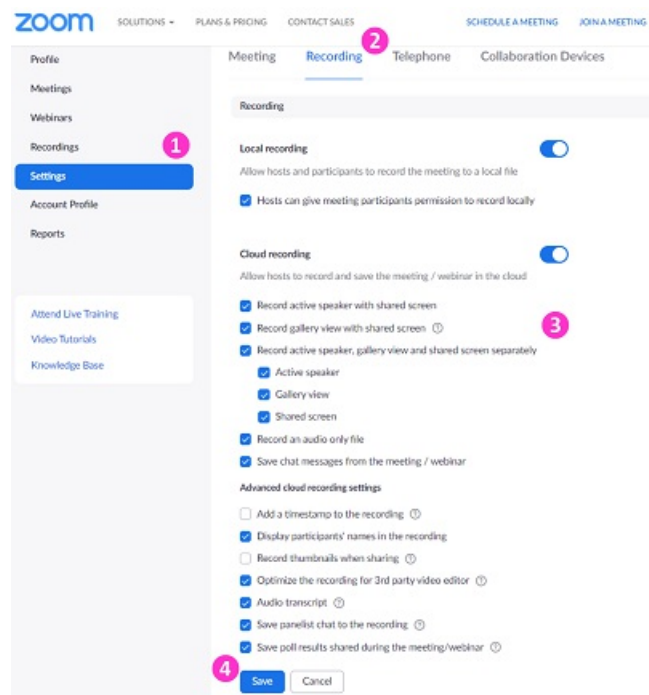 zoom SOLUTIONS PLANS & PRICING CONTACT SALES SCHEDULE A MEETING JOIN A MEETING
2
Profile
Meetings
Webinars
Recordings
1
Settings
Account Profile
Reports
Attend Live Training
Video Tutorials
Knowledge Base
Meeting Recording Telephone Collaboration Devices
Recording
Local recording
Allow hosts and participants to record the meeting to a local file
Hosts can give meeting participants permission to record locally
Cloud recording
Allow hosts to record and save the meeting / webinar in the cloud
Record active speaker with shared screen
Record gallery view with shared screen ?
3
Record active speaker, gallery view and shared screen separately
Active speaker
Gallery view
Shared screen
Record an audio only file
Save chat messages from the meeting / webinar
Advanced cloud recording settings
Add a timestamp to the recording ?
Display participants' names in the recording
Record thumbnails when sharing ?
Optimize the recording for 3rd party video editor ?
Audio transcript ?
Save panelist chat to the recording ?
Save poll results shared during the meeting/webinar ?
4
Save Cancel